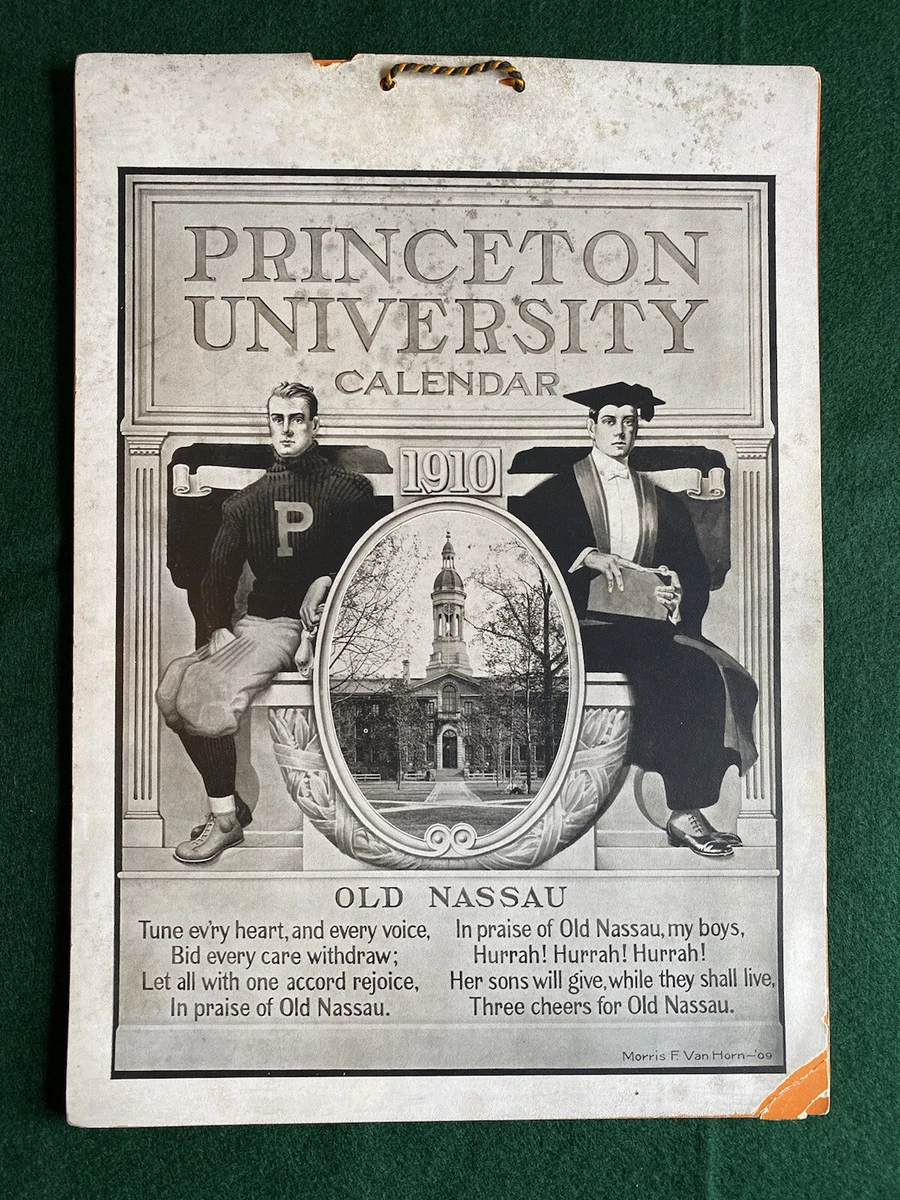 PRINCETON
UNIVERSITY
CALENDAR
1910
P
OLD NASSAU
Tune ev'ry heart, and every voice,
Bid every care withdraw;
Let all with one accord rejoice,
In praise of Old Nassau.
In praise of Old Nassau, my boys,
Hurrah! Hurrah! Hurrah!
Her sons will give, while they shall live,
Three cheers for Old Nassau.
Morris F. Van Horn-'09